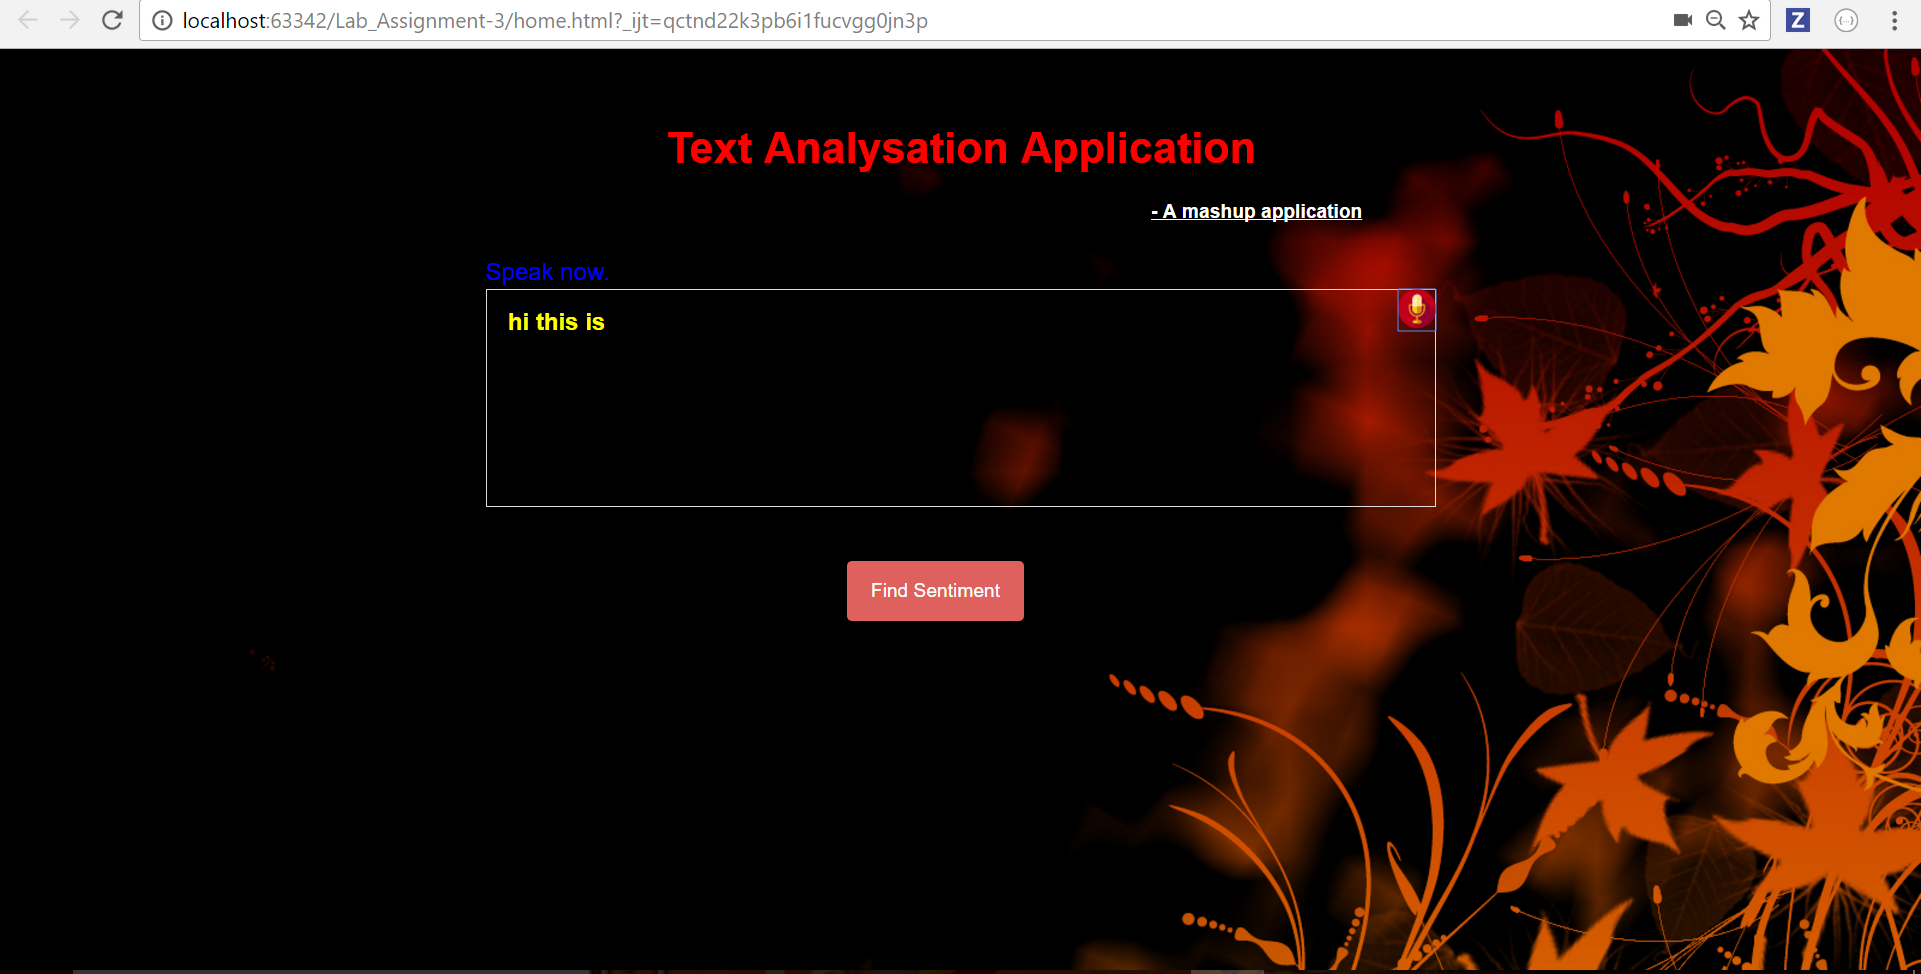 localhost:63342/Lab_Assignment-3/home.html?_ijt=qctnd22k3pb6i1fucvgg0jn3p
Z
{...}
Text Analysation Application
- A mashup application
Speak now.
hi this is
Find Sentiment